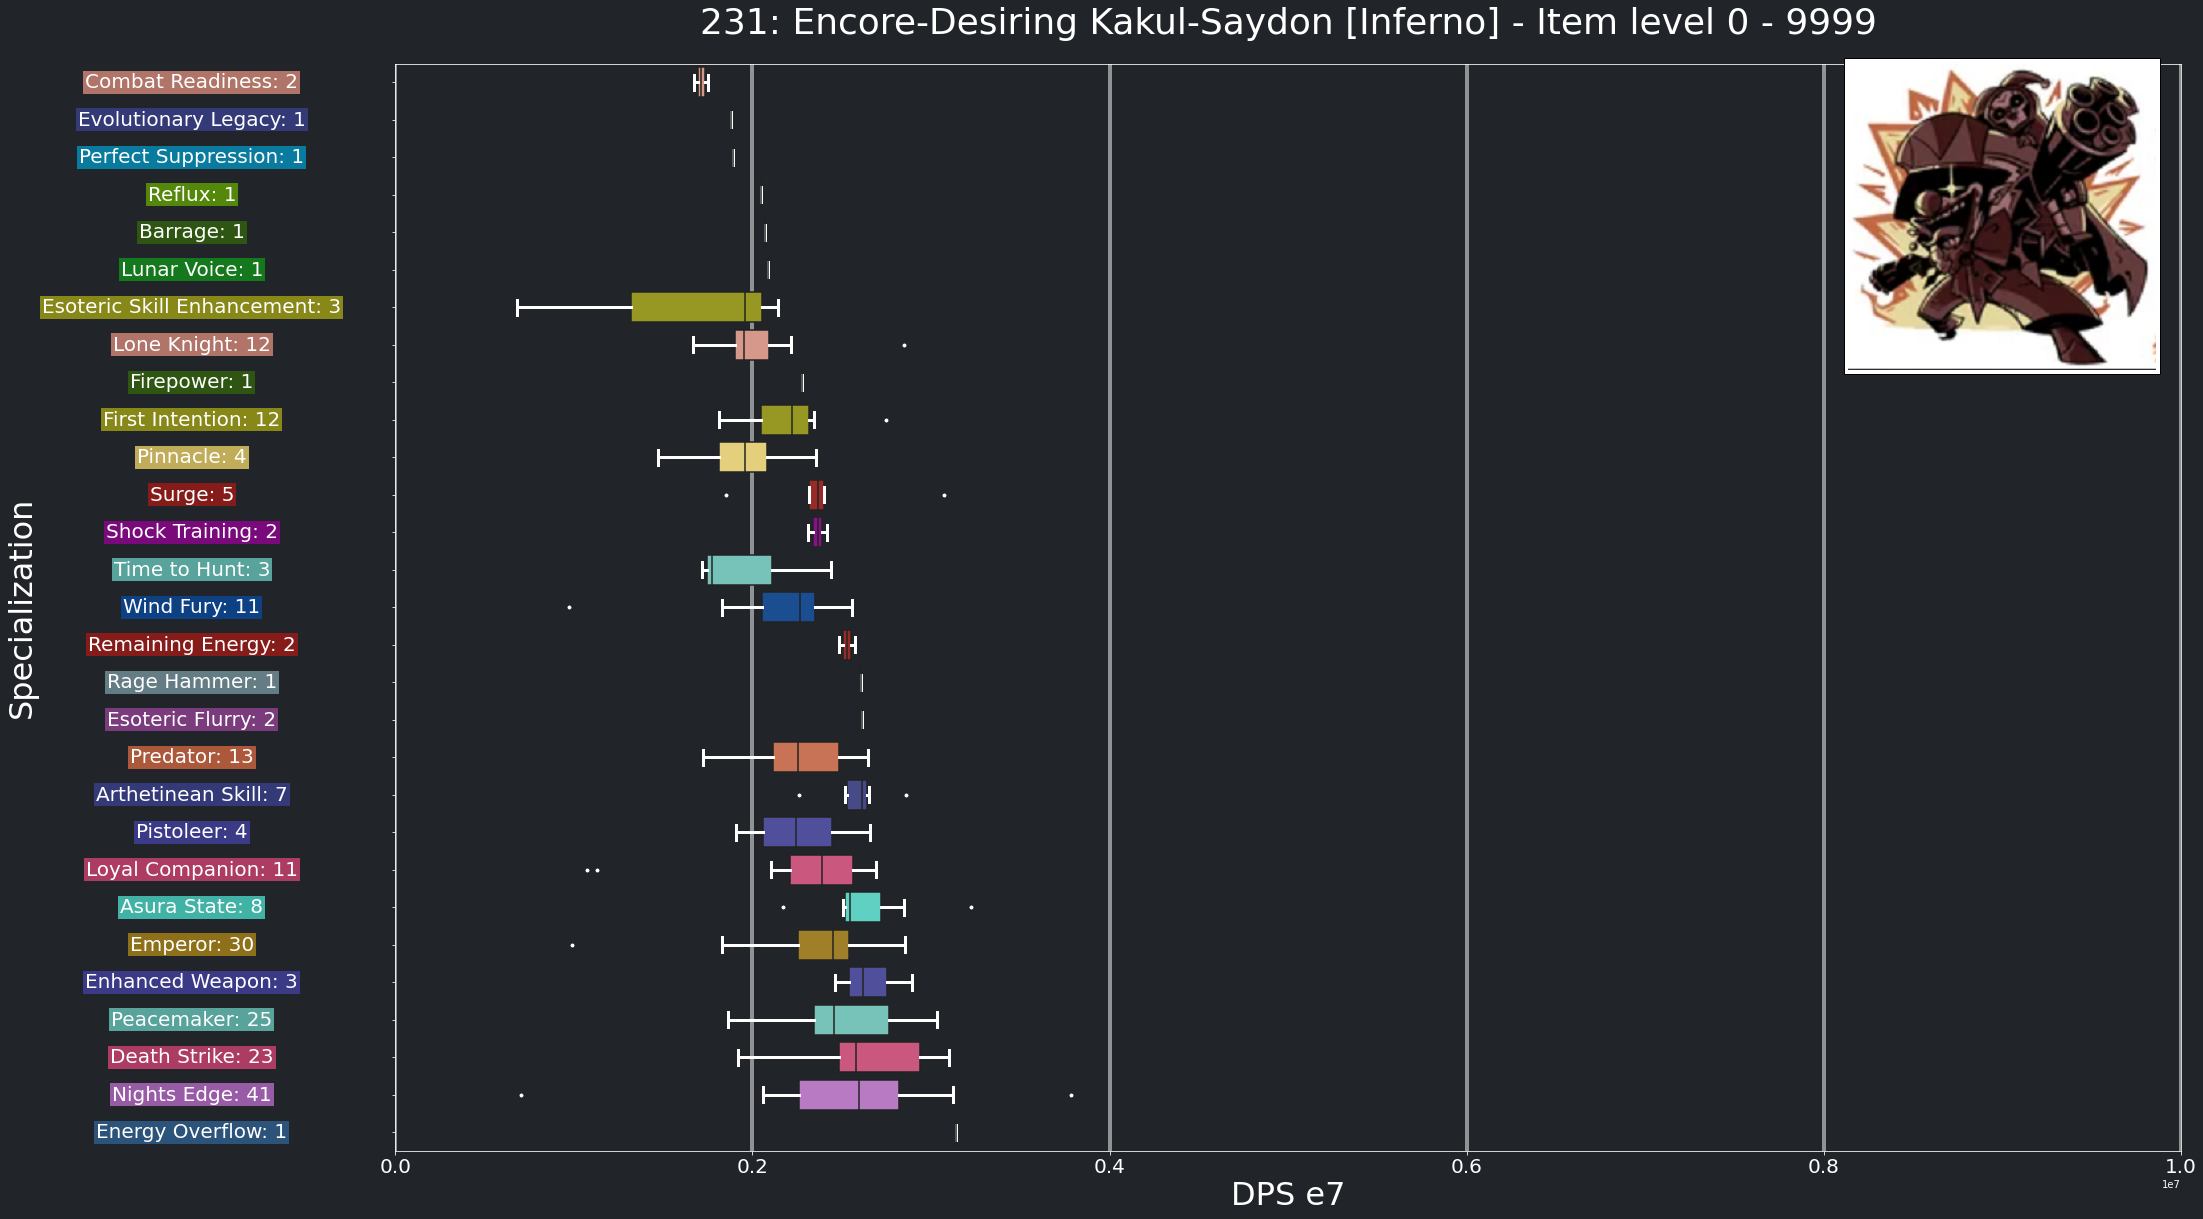 231: Encore-Desiring Kakul-Saydon [Inferno] - Item level 0 - 9999
Combat Readiness: 2
Evolutionary Legacy: 1
Perfect Suppression: 1
Reflux: 1
Barrage: 1
Lunar Voice: 1
Esoteric Skill Enhancement: 3
Lone Knight: 12
Firepower: 1
First Intention: 12
Pinnacle: 4
Surge: 5
Shock Training: 2
Time to Hunt: 3
Wind Fury: 11
Remaining Energy: 2
Rage Hammer: 1
Esoteric Flurry: 2
Predator: 13
Arthetinean Skill: 7
Pistoleer: 4
Loyal Companion: 11
Asura State: 8
Emperor: 30
Enhanced Weapon: 3
Peacemaker: 25
Death Strike: 23
Nights Edge: 41
Energy Overflow: 1
Specialization
0.0 0.2 0.4 0.6 0.8 1.0
1e7
DPS e7